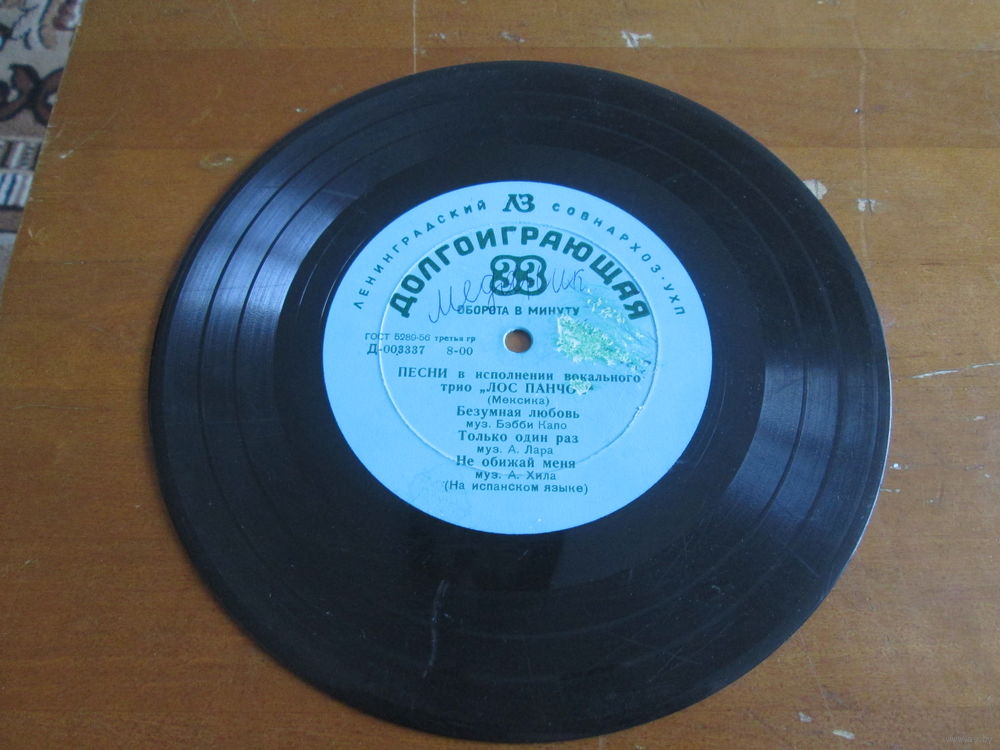 ЛЕНИНГРАДСКИЙ ЛЗ СОВНАРХОЗ·УХП
ДОЛГОИГРАЮЩАЯ
33
ОБОРОТА В МИНУТУ
ГОСТ 5289-56 третья гр
Д-003337 8-00
ПЕСНИ в исполнении вокального
трио „ЛОС
(Мексика)
Безумная любовь
муз. Бэбби Капо
Только один раз
муз. А. Лара
Не обижай меня
муз. А. Хила
(На испанском языке)